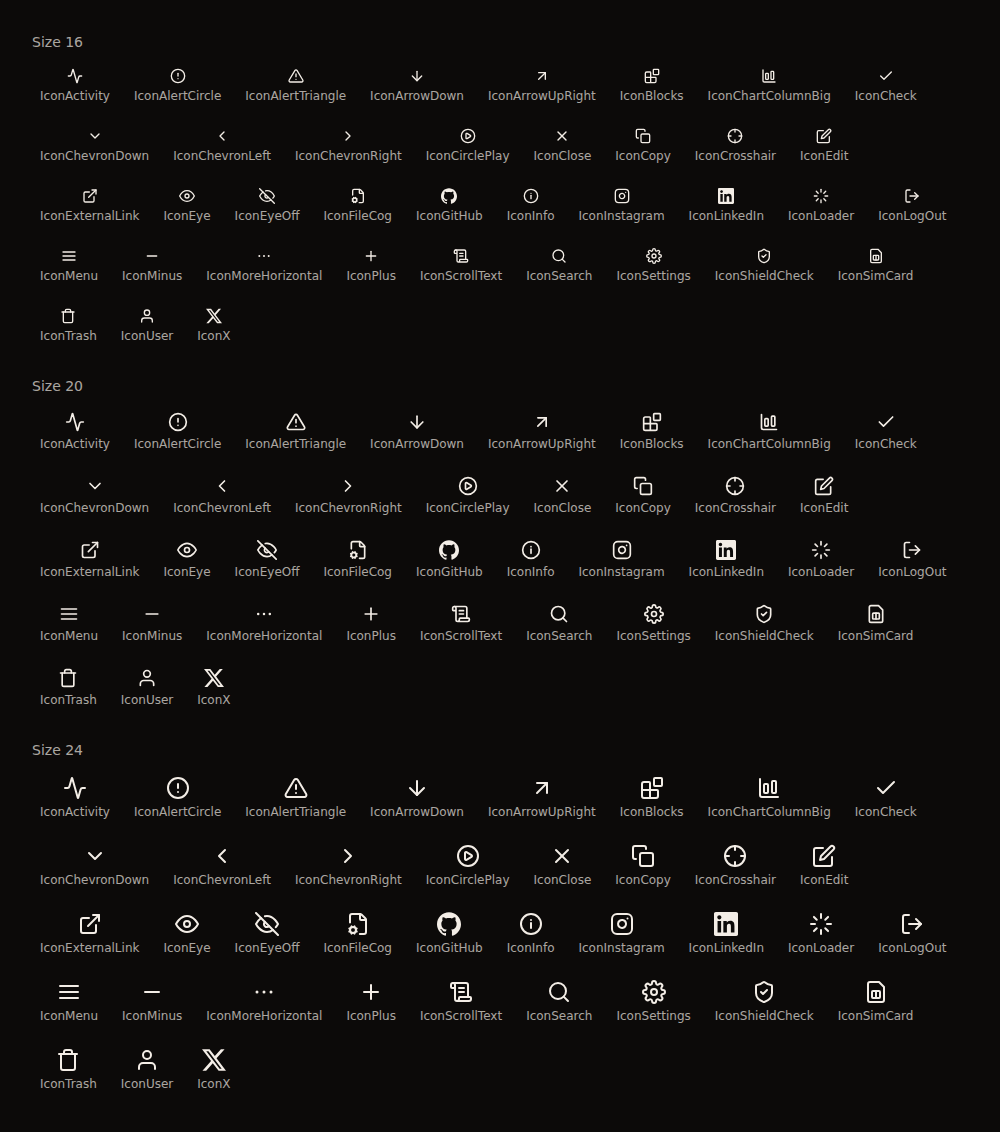 Size 16
IconActivity IconAlertCircle IconAlertTriangle IconArrowDown IconArrowUpRight IconBlocks IconChartColumnBig IconCheck
IconChevronDown IconChevronLeft IconChevronRight IconCirclePlay IconClose IconCopy IconCrosshair IconEdit
IconExternalLink IconEye IconEyeOff IconFileCog IconGitHub IconInfo IconInstagram IconLinkedIn IconLoader IconLogOut
IconMenu IconMinus IconMoreHorizontal IconPlus IconScrollText IconSearch IconSettings IconShieldCheck IconSimCard
IconTrash IconUser IconX
Size 20
IconActivity IconAlertCircle IconAlertTriangle IconArrowDown IconArrowUpRight IconBlocks IconChartColumnBig IconCheck
IconChevronDown IconChevronLeft IconChevronRight IconCirclePlay IconClose IconCopy IconCrosshair IconEdit
IconExternalLink IconEye IconEyeOff IconFileCog IconGitHub IconInfo IconInstagram IconLinkedIn IconLoader IconLogOut
IconMenu IconMinus IconMoreHorizontal IconPlus IconScrollText IconSearch IconSettings IconShieldCheck IconSimCard
IconTrash IconUser IconX
Size 24
IconActivity IconAlertCircle IconAlertTriangle IconArrowDown IconArrowUpRight IconBlocks IconChartColumnBig IconCheck
IconChevronDown IconChevronLeft IconChevronRight IconCirclePlay IconClose IconCopy IconCrosshair IconEdit
IconExternalLink IconEye IconEyeOff IconFileCog IconGitHub IconInfo IconInstagram IconLinkedIn IconLoader IconLogOut
IconMenu IconMinus IconMoreHorizontal IconPlus IconScrollText IconSearch IconSettings IconShieldCheck IconSimCard
IconTrash IconUser IconX